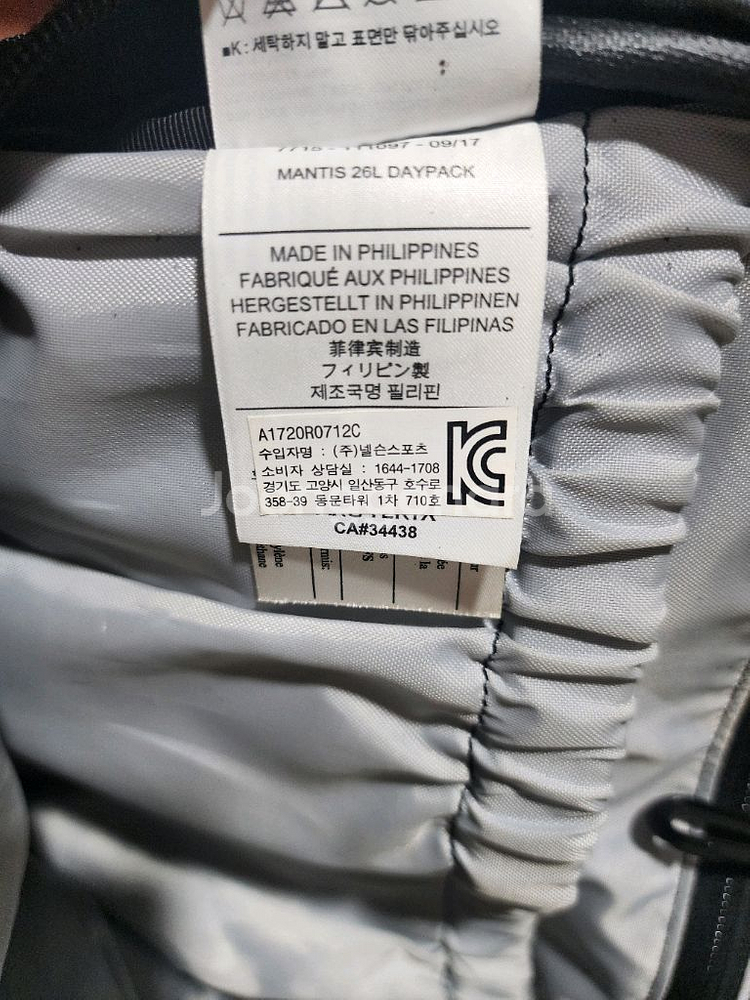 ■K : 세탁하지 말고 표면만 닦아주십시오
09/17
MANTIS 26L DAYPACK
MADE IN PHILIPPINES
FABRIQUÉ AUX PHILIPPINES
HERGESTELLT IN PHILIPPINEN
FABRICADO EN LAS FILIPINAS
菲律宾制造
フィリピン製
제조국명 필리핀
A1720R0712C
수입자명 : (주)넬슨스포츠
소비자 상담실 : 1644-1708
경기도 고양시 일산동구 호수로
358-39 동문타워 1차 710호
CA#34438